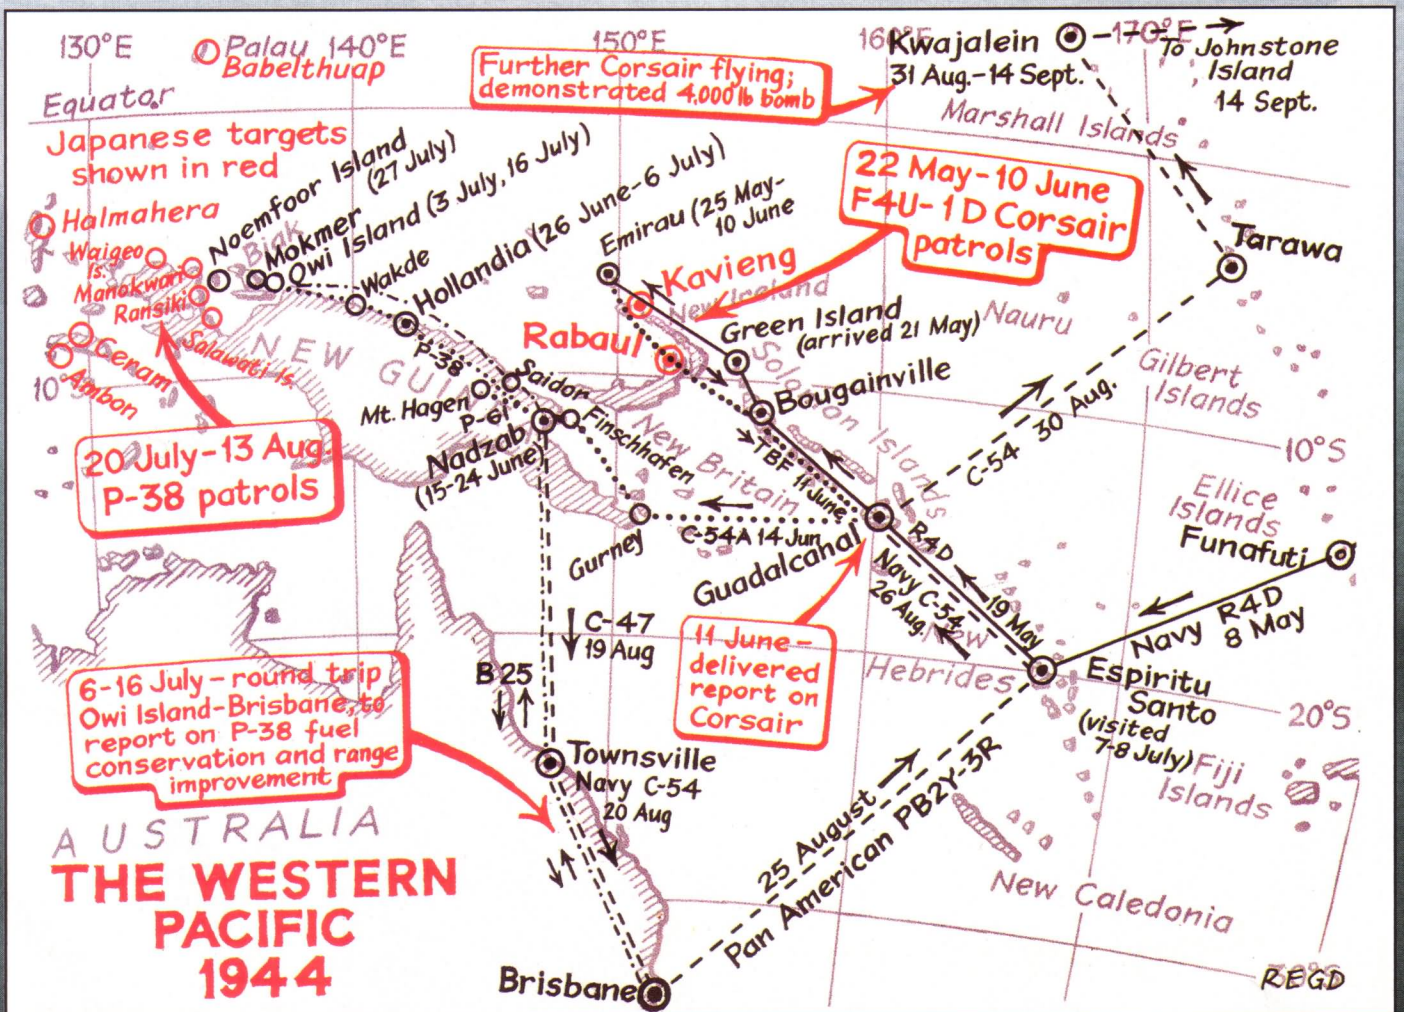 130°E
Palau
Babelthuap
140°E
150°E
160°E
170°E
Kwajalein
31 Aug.-14 Sept.
To Johnstone
Island
14 Sept.
Further Corsair flying;
demonstrated 4,000 lb bomb
Equator
Marshall Islands
Japanese targets
shown in red
Noemfoor Island
(27 July)
Mokmer
Owi Island (3 July, 16 July)
Biak
Hollandia (26 June-6 July)
Wakde
Emirau (25 May-
10 June
22 May-10 June
F4U-1D Corsair
patrols
Tarawa
Halmahera
Waigeo
Is.
Manokwari
Ransiki
Salawati Is.
Ceram
Ambon
Kavieng
New Ireland
Rabaul
Green Island
(arrived 21 May)
Nauru
Gilbert
Islands
NEW GUI
P-38
Saidor
Mt. Hagen
P-61
Nadzab
(15-24 June)
Finschhafen
New Britain
Bougainville
Solomon Islands
TBF
11 June
C-54 30 Aug.
10°
10°S
20 July-13 Aug.
P-38 patrols
Ellice
Islands
Funafuti
Gurney
C-54A 14 Jun
Guadalcanal
R4D
19 May
Navy C-54
26 Aug.
Navy R4D
8 May
C-47
19 Aug
B 25
11 June-
delivered
report on
Corsair
New
Hebrides
Espiritu
Santo
(visited
7-8 July)
20°S
Fiji
Islands
6-16 July-round trip
Owi Island-Brisbane, to
report on P-38 fuel
conservation and range
improvement
Townsville
Navy C-54
20 Aug
25 August
Pan American PB2Y-3R
New Caledonia
AUSTRALIA
THE WESTERN
PACIFIC
1944
Brisbane
30°S
REGD